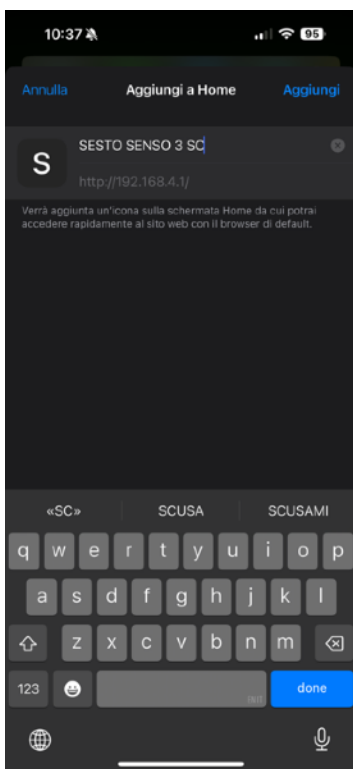 10:37
95
Annulla
Aggiungi a Home
Aggiungi
S
SESTO SENSO 3 SC
http://192.168.4.1/
Verrà aggiunta un'icona sulla schermata Home da cui potrai
accedere rapidamente al sito web con il browser di default.
«SC»
SCUSA
SCUSAMI
q w e r t y u i o p
a s d f g h j k l
z x c v b n m
123
done